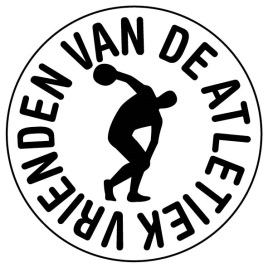 VRIENDEN VAN DE ATLETIEK